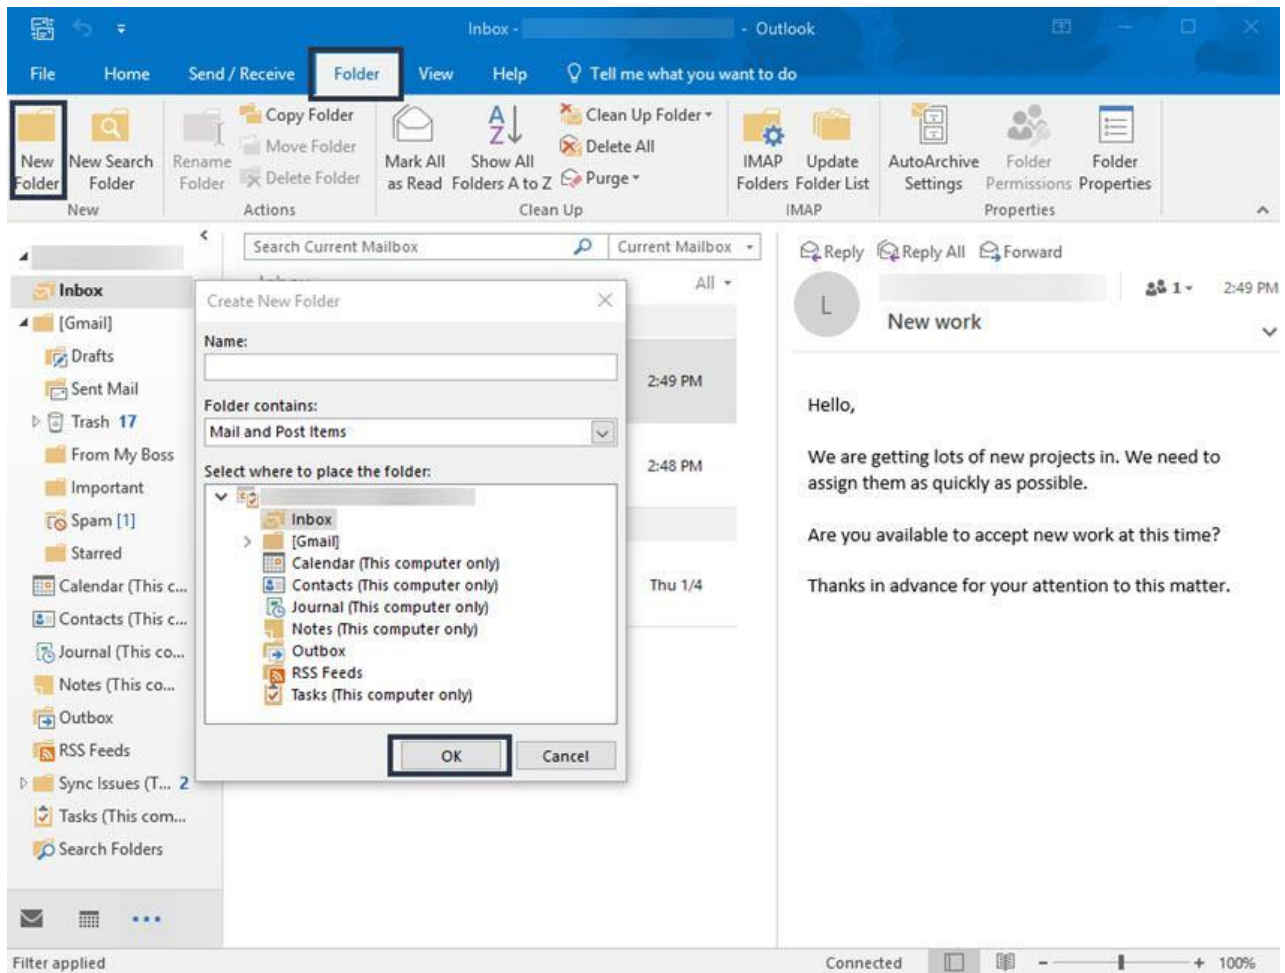 Inbox -
- Outlook
File Home Send / Receive Folder View Help Tell me what you want to do
New Folder
New Search Folder
New
Rename Folder
Copy Folder
Move Folder
Delete Folder
Actions
Mark All as Read
Show All Folders A to Z
Clean Up Folder
Delete All
Purge
Clean Up
IMAP Folders
Update Folder List
IMAP
AutoArchive Settings
Folder Permissions
Folder Properties
Properties
Inbox
[Gmail]
Drafts
Sent Mail
Trash 17
From My Boss
Important
Spam [1]
Starred
Calendar (This c...
Contacts (This c...
Journal (This co...
Notes (This co...
Outbox
RSS Feeds
Sync Issues (T... 2
Tasks (This com...
Search Folders
Search Current Mailbox
Current Mailbox
All
2:49 PM
2:48 PM
Thu 1/4
Create New Folder
Name:
Folder contains:
Mail and Post Items
Select where to place the folder:
Inbox
[Gmail]
Calendar (This computer only)
Contacts (This computer only)
Journal (This computer only)
Notes (This computer only)
Outbox
RSS Feeds
Tasks (This computer only)
OK Cancel
Reply Reply All Forward
L
1
2:49 PM
New work
Hello,
We are getting lots of new projects in. We need to
assign them as quickly as possible.
Are you available to accept new work at this time?
Thanks in advance for your attention to this matter.
Filter applied
Connected
- + 100%